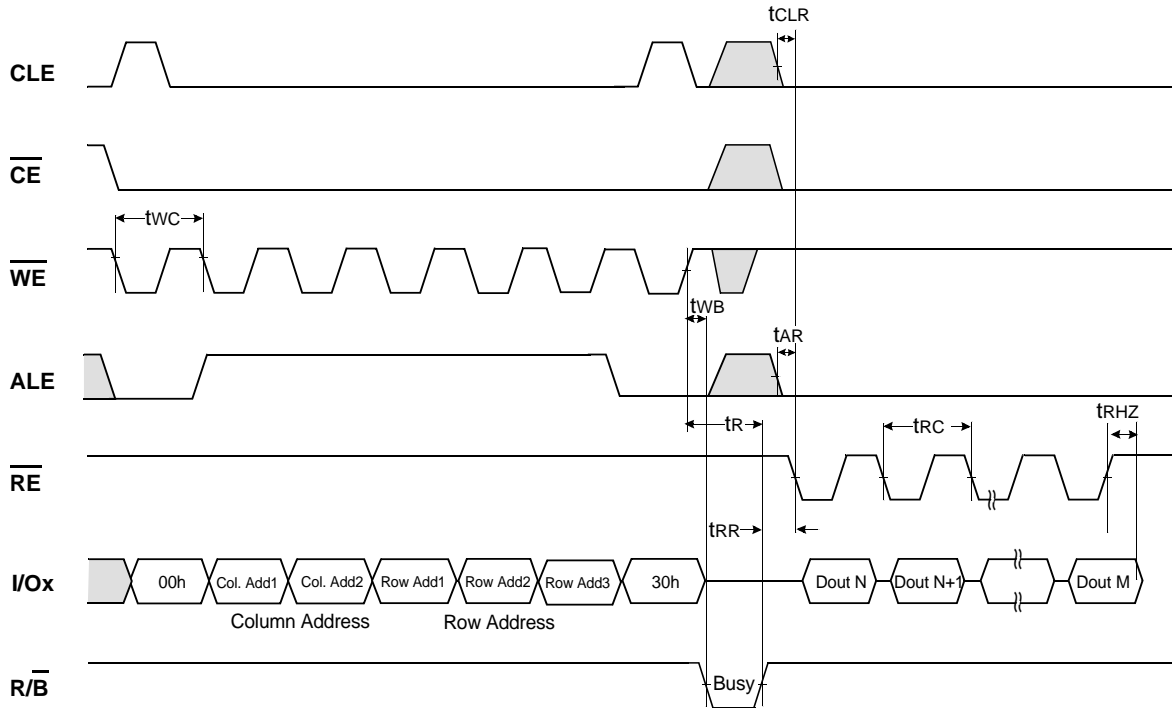 tCLR
CLE
CE
tWC
WE
tWB
tAR
ALE
tR
tRC
tRHZ
RE
tRR
I/Ox
00h
Col. Add1
Col. Add2
Row Add1
Row Add2
Row Add3
30h
Dout N
Dout N+1
Dout M
Column Address
Row Address
R/B
Busy